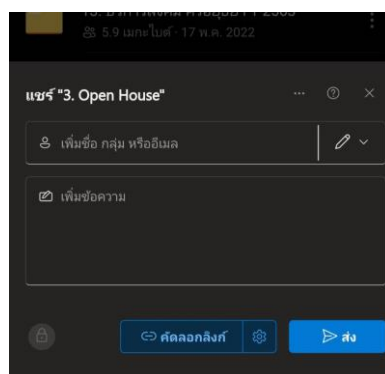 5.9 เมกะไบต์ · 17 พ.ค. 2022
แชร์ "3. Open House"
เพิ่มชื่อ กลุ่ม หรืออีเมล
เพิ่มข้อความ
คัดลอกลิงก์
ส่ง